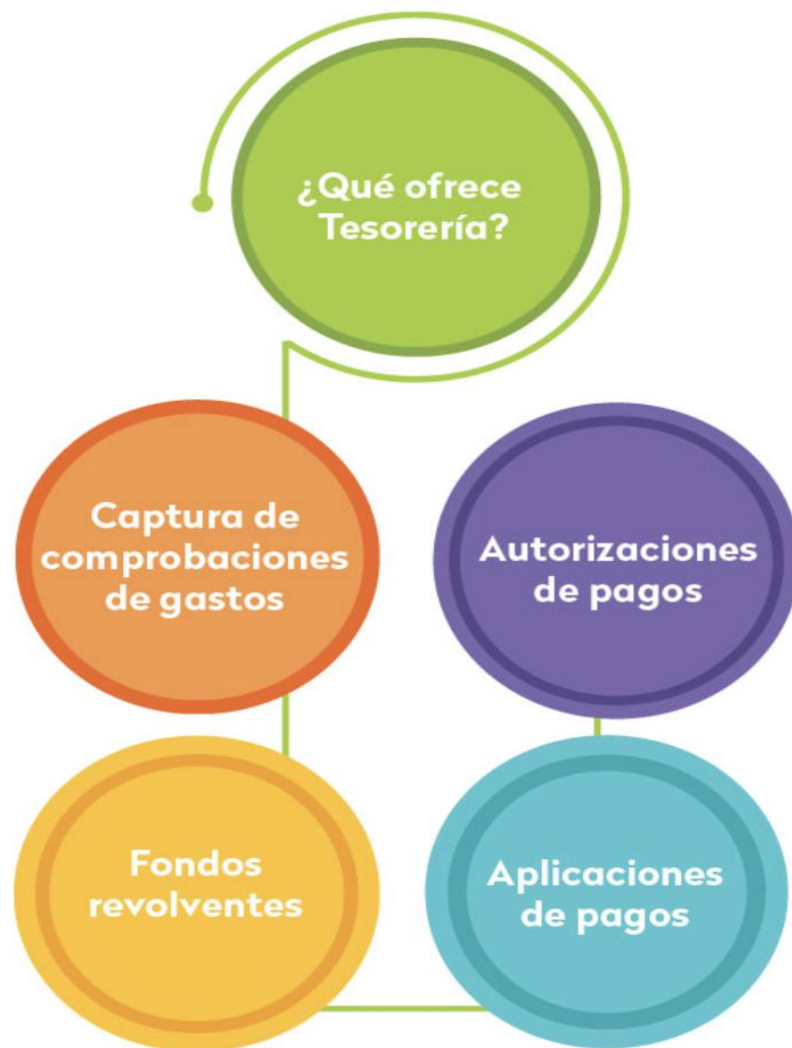 ¿Qué ofrece
Tesorería?
Captura de
comprobaciones
de gastos
Autorizaciones
de pagos
Fondos
revolventes
Aplicaciones
de pagos